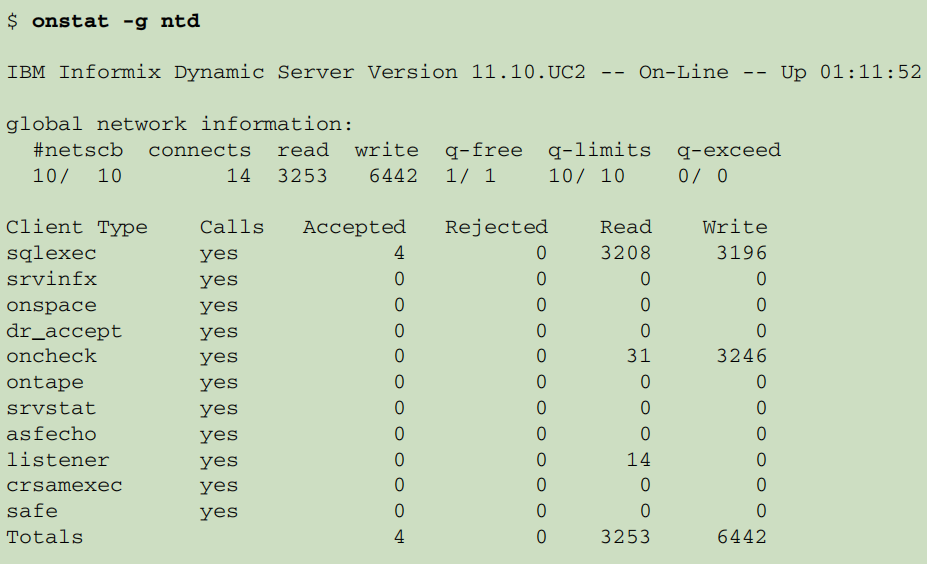 $ onstat -g ntd
IBM Informix Dynamic Server Version 11.10.UC2 -- On-Line -- Up 01:11:52
global network information:
#netscb connects read write q-free q-limits q-exceed
10/ 10 14 3253 6442 1/ 1 10/ 10 0/ 0
Client Type Calls Accepted Rejected Read Write
sqlexec yes 4 0 3208 3196
srvinfx yes 0 0 0 0
onspace yes 0 0 0 0
dr_accept yes 0 0 0 0
oncheck yes 0 0 31 3246
ontape yes 0 0 0 0
srvstat yes 0 0 0 0
asfecho yes 0 0 0 0
listener yes 0 0 14 0
crsamexec yes 0 0 0 0
safe yes 0 0 0 0
Totals 4 0 3253 6442